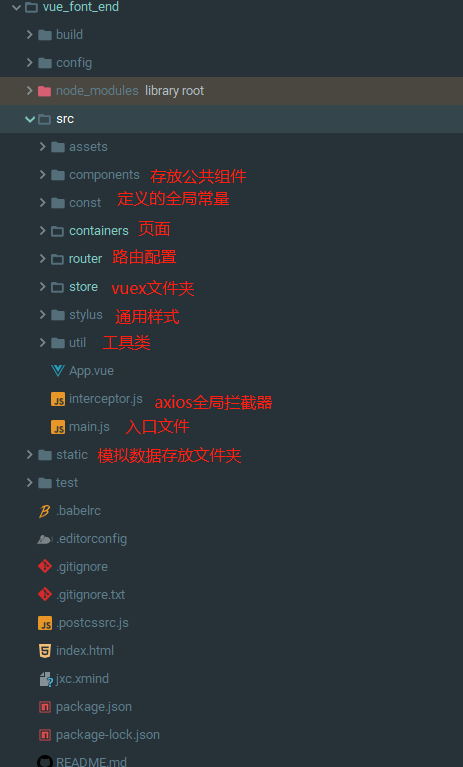 vue_font_end
build
config
node_modules library root
src
assets
components 存放公共组件
const 定义的全局常量
containers 页面
router 路由配置
store vuex文件夹
stylus 通用样式
util 工具类
App.vue
interceptor.js axios全局拦截器
main.js 入口文件
static 模拟数据存放文件夹
test
.babelrc
.editorconfig
.gitignore
.gitignore.txt
.postcssrc.js
index.html
jxc.xmind
package.json
package-lock.json
README.md